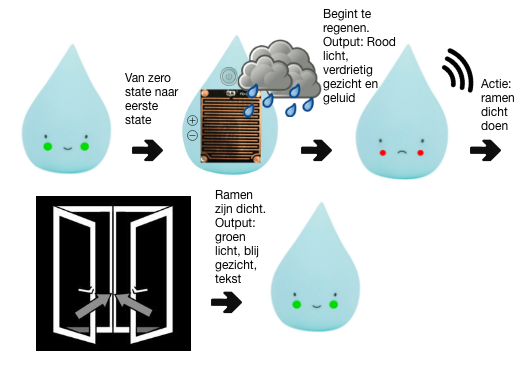 Van zero
state naar
eerste
state
Begint te
regenen.
Output: Rood
licht,
verdrietig
gezicht en
geluid
Actie:
ramen
dicht
doen
Ramen
zijn dicht.
Output:
groen
licht, blij
gezicht,
tekst